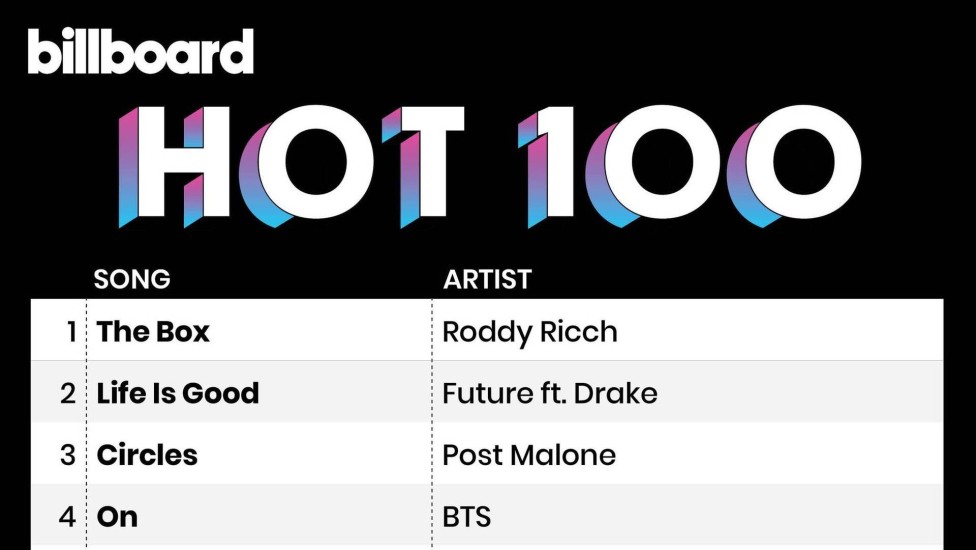 billboard
HOT 100
SONG ARTIST
1 The Box Roddy Ricch
2 Life Is Good Future ft. Drake
3 Circles Post Malone
4 On BTS